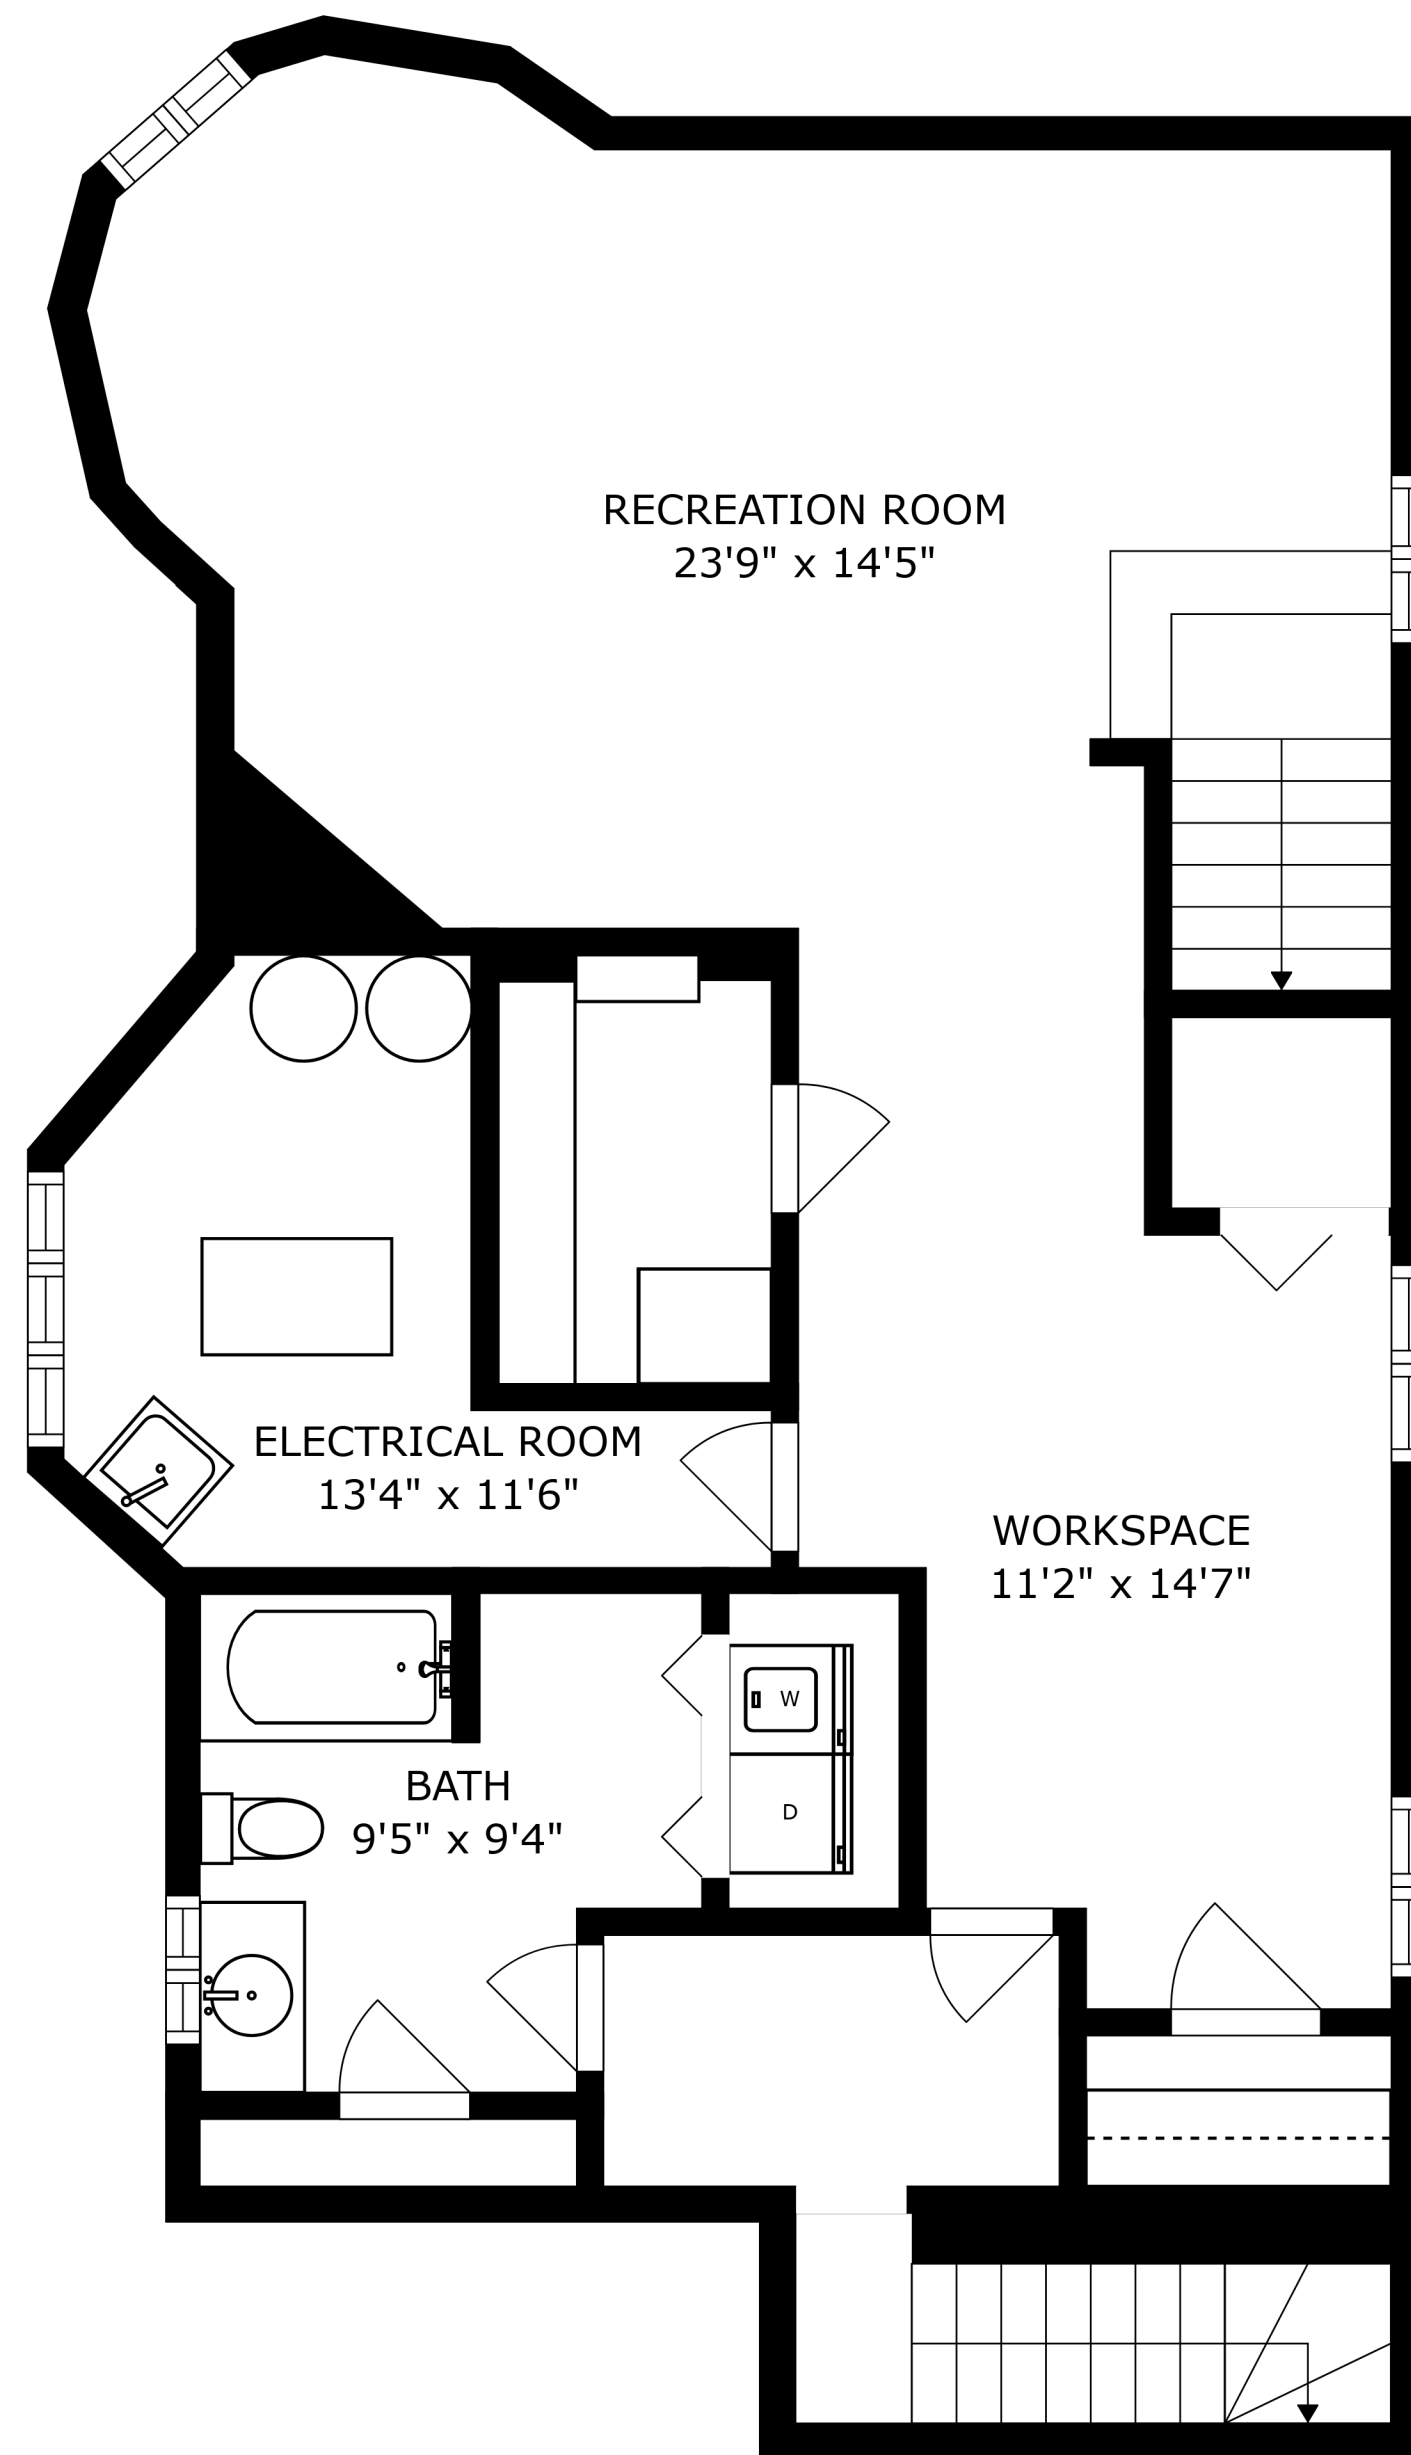 RECREATION ROOM
23'9" x 14'5"
ELECTRICAL ROOM
13'4" x 11'6"
WORKSPACE
11'2" x 14'7"
W
BATH
9'5" x 9'4"
D